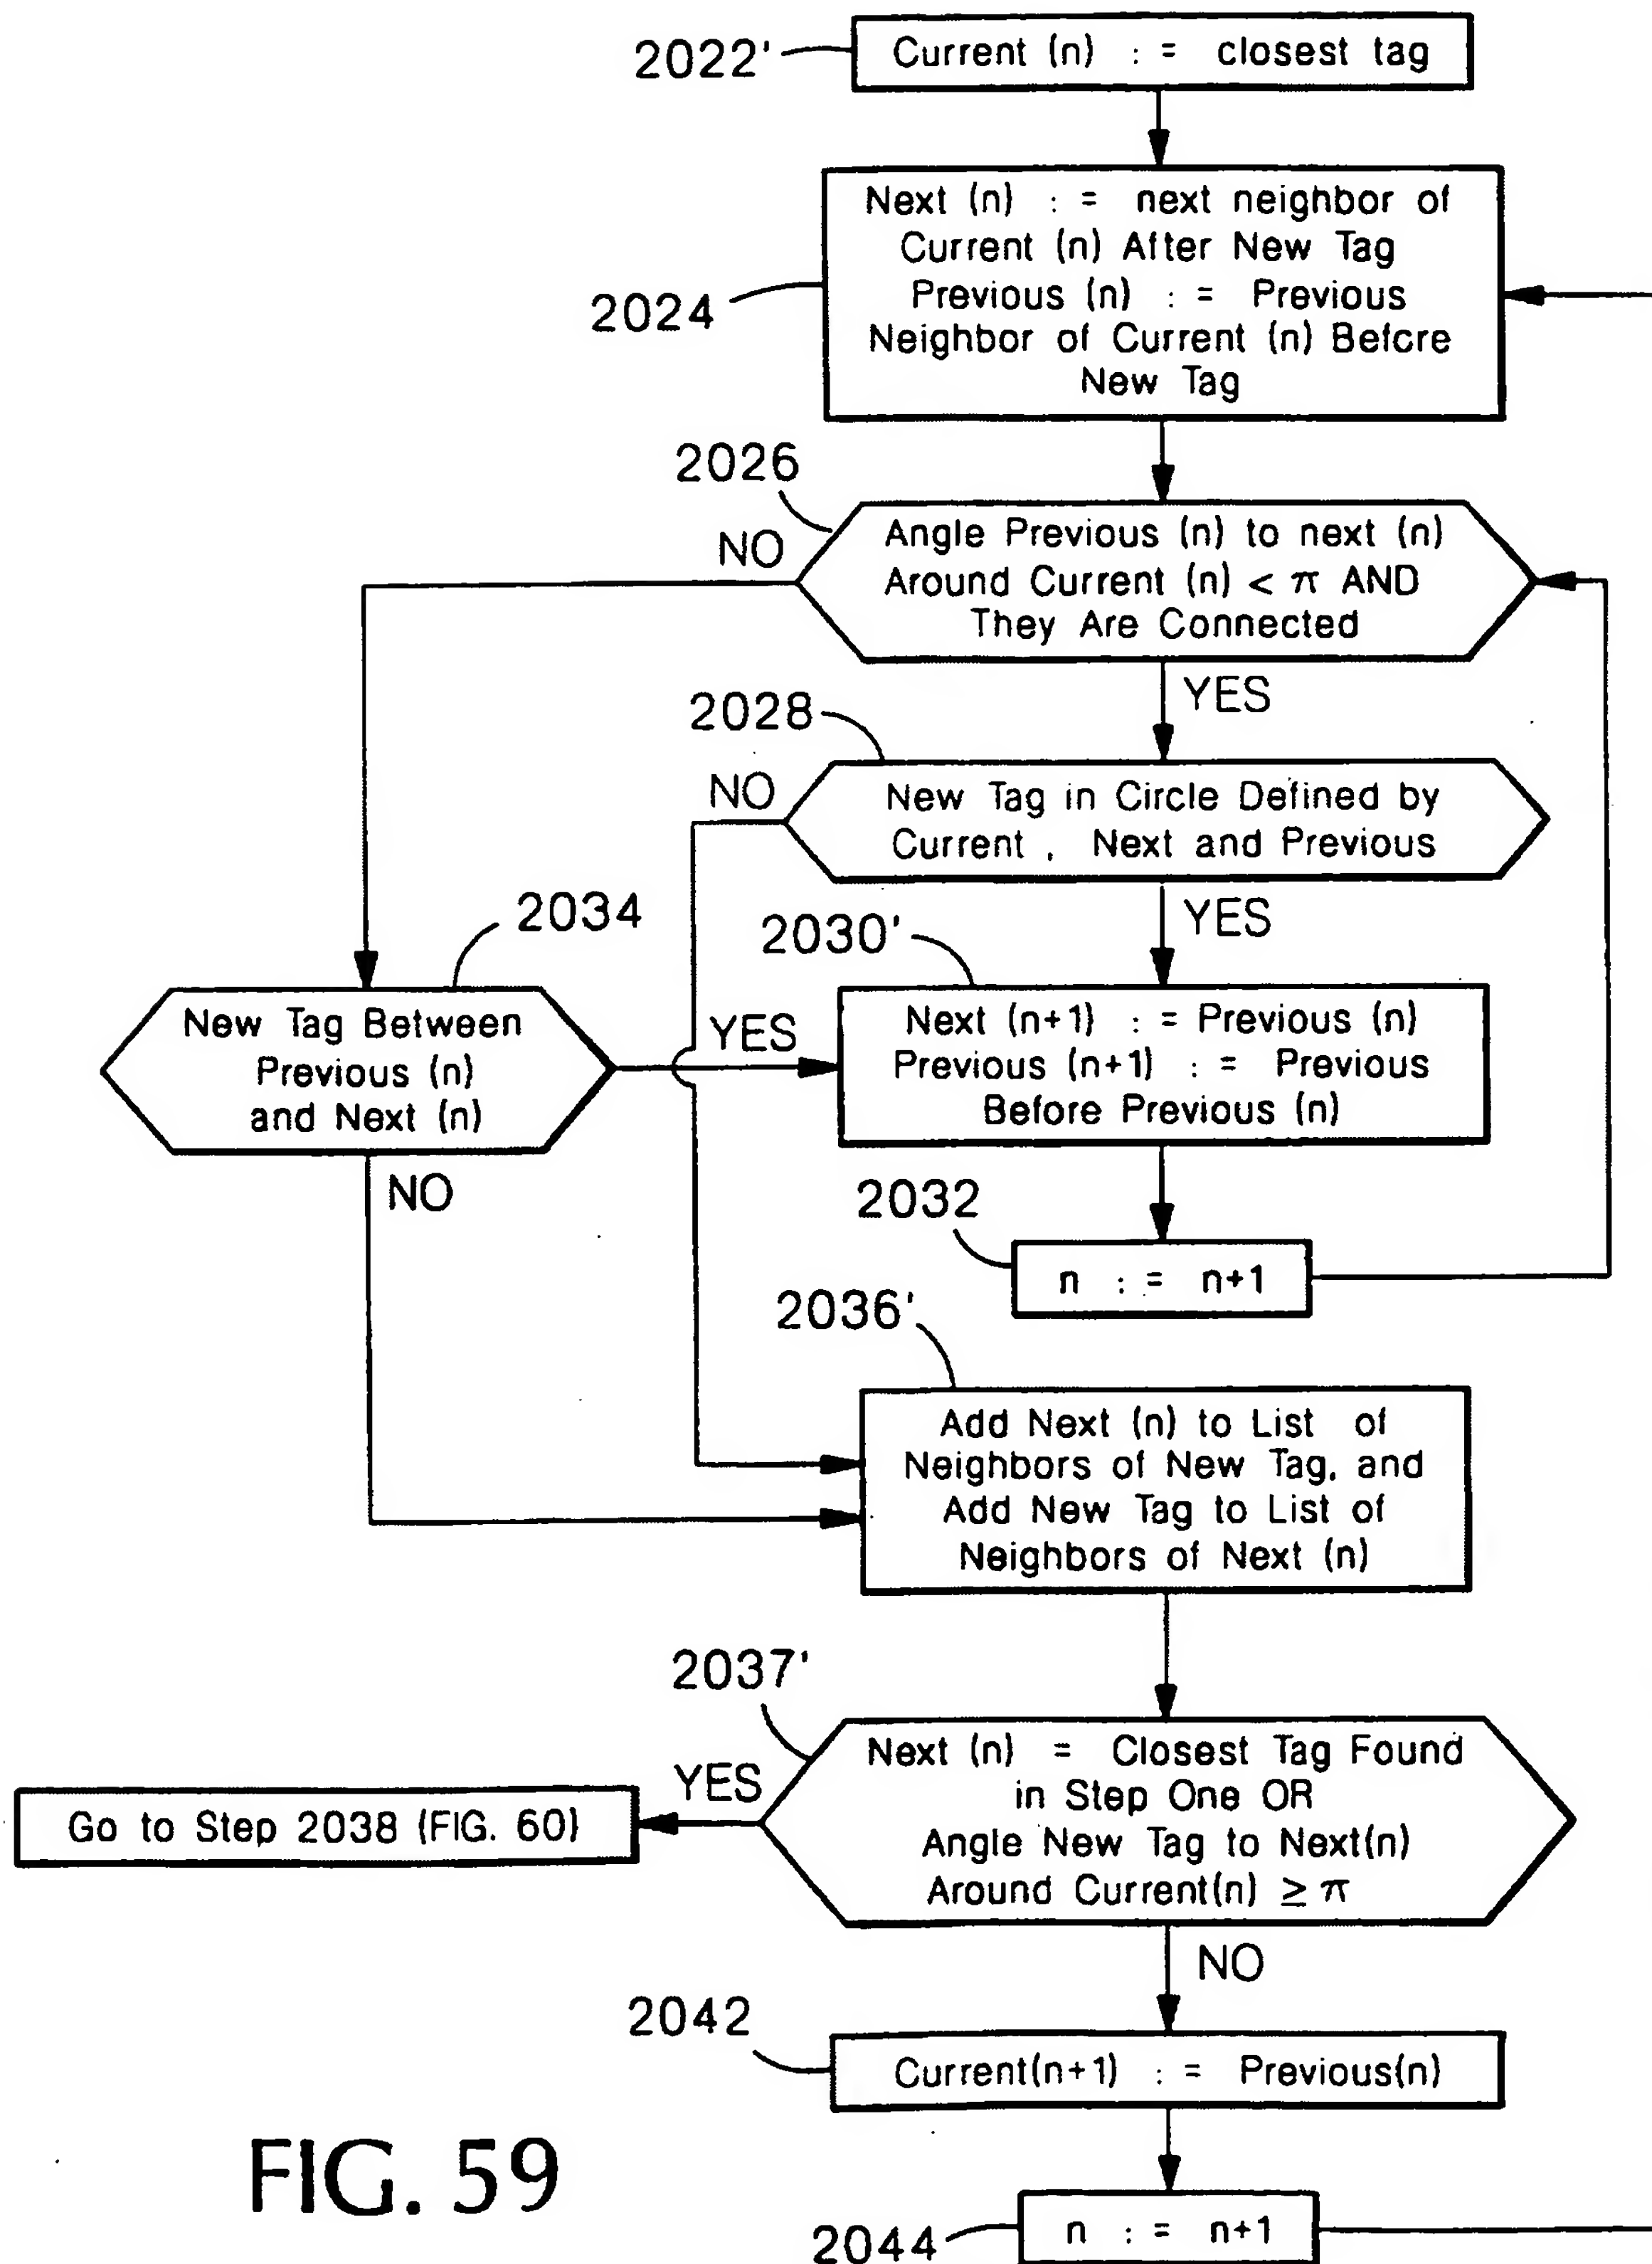 2022'
Current (n) : = closest tag
2024
Next (n) : = next neighbor of
Current (n) After New Tag
Previous (n) : = Previous
Neighbor of Current (n) Before
New Tag
2026
NO
Angle Previous (n) to next (n)
Around Current (n) < π AND
They Are Connected
YES
2028
NO
New Tag in Circle Defined by
Current , Next and Previous
YES
2034
2030'
New Tag Between
Previous (n)
and Next (n)
YES
Next (n+1) : = Previous (n)
Previous (n+1) : = Previous
Before Previous (n)
NO
2032
n : = n+1
2036'
Add Next (n) to List of
Neighbors of New Tag, and
Add New Tag to List of
Neighbors of Next (n)
2037'
YES
Next (n) = Closest Tag Found
in Step One OR
Angle New Tag to Next(n)
Around Current(n) ≥ π
Go to Step 2038 (FIG. 60)
NO
2042
Current(n+1) : = Previous(n)
2044
n : = n+1
FIG. 59